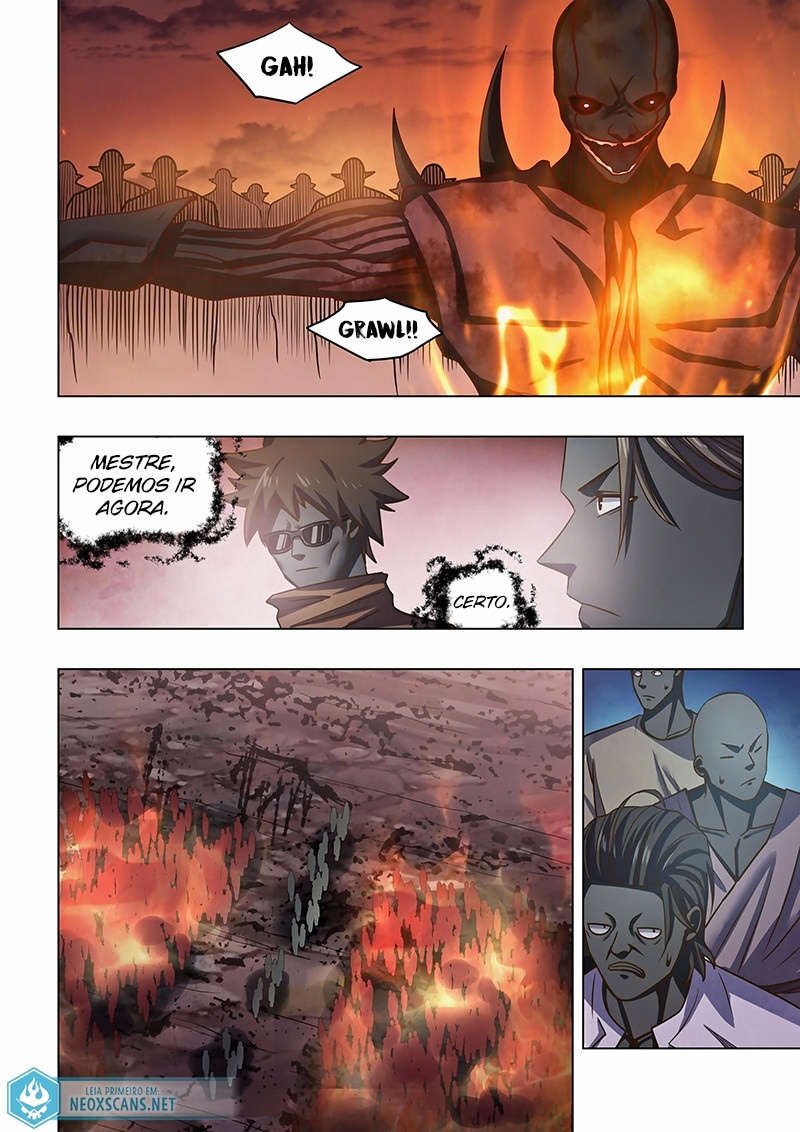 GAH!
GRAWL!!
MESTRE,
PODEMOS IR
AGORA.
CERTO.
LEIA PRIMEIRO EM:
NEOXSCANS.NET